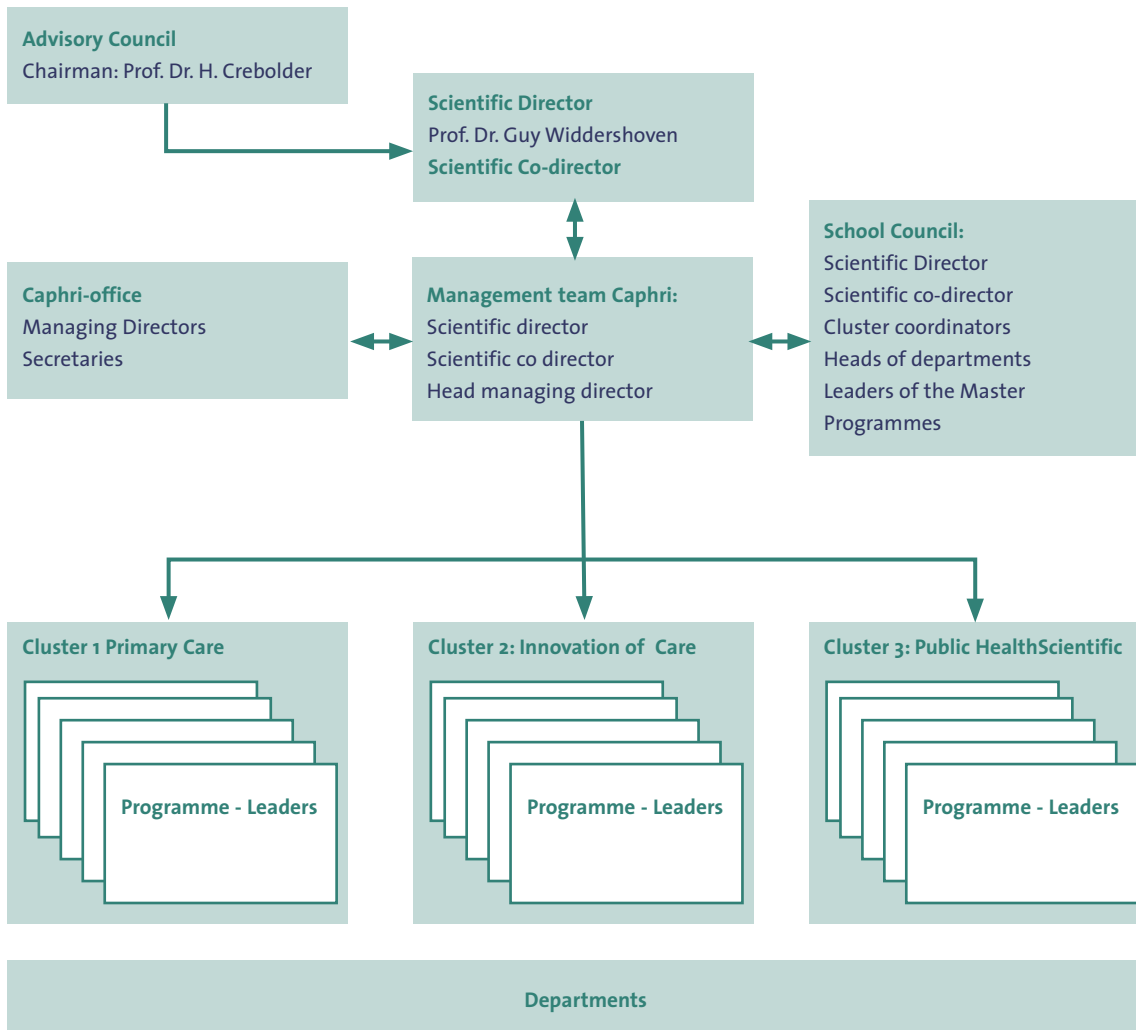 Advisory Council
Chairman: Prof. Dr. H. Crebolder
Scientific Director
Prof. Dr. Guy Widdershoven
Scientific Co-director
School Council:
Scientific Director
Scientific co-director
Cluster coordinators
Heads of departments
Leaders of the Master
Programmes
Caphri-office
Managing Directors
Secretaries
Management team Caphri:
Scientific director
Scientific co director
Head managing director
Cluster 1 Primary Care
Programme - Leaders
Cluster 2: Innovation of  Care
Programme - Leaders
Cluster 3: Public HealthScientific
Programme - Leaders
Departments